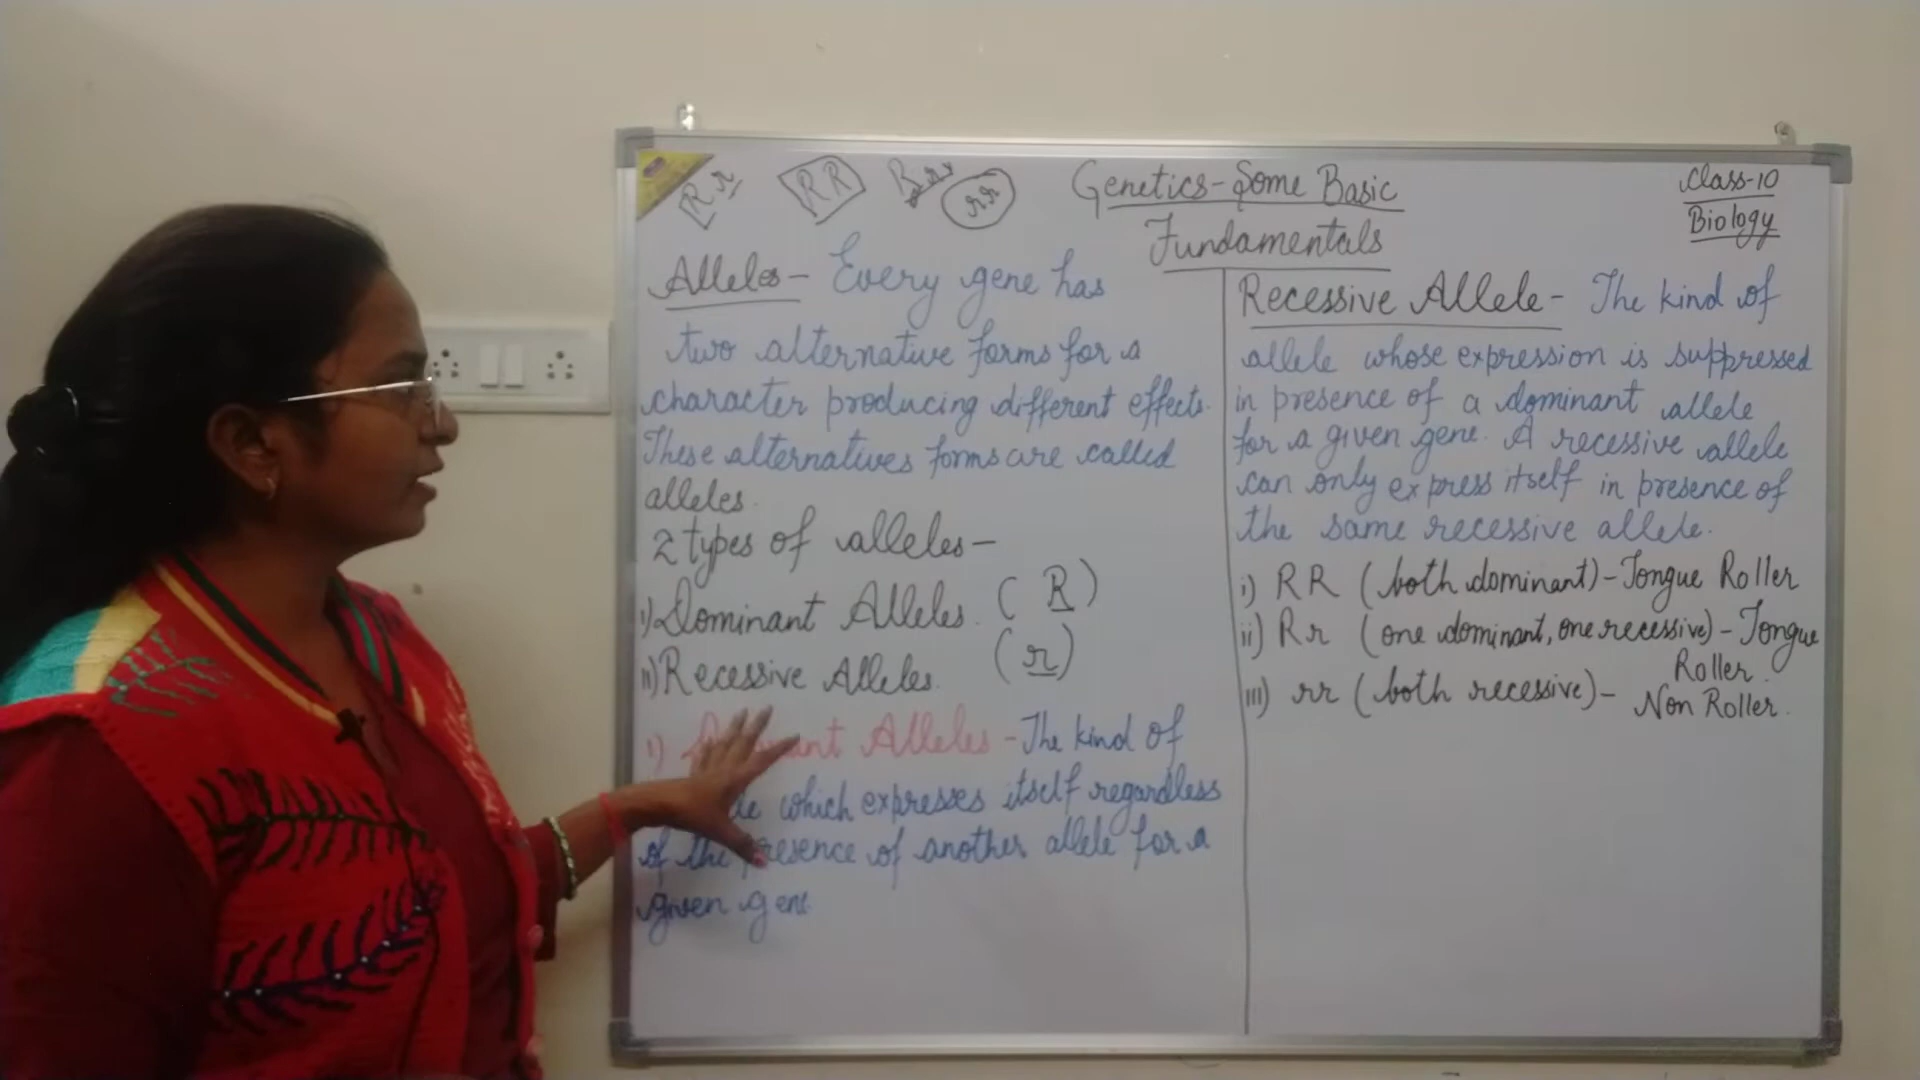 Rr RR rr
Genetics - Some Basic
Fundamentals
Class-10
Biology
Alleles - Every gene has
two alternative forms for a
character producing different effects.
These alternatives forms are called
alleles.
2 types of alleles -
i) Dominant Alleles. (R)
ii) Recessive Alleles. (r)
i) Alleles - The kind of
which expresses itself regardless
of the presence of another allele for a
given gene
Recessive Allele - The kind of
allele whose expression is suppressed
in presence of a dominant allele
for a given gene. A recessive allele
can only express itself in presence of
the same recessive allele.
i) RR (both dominant) - Tongue Roller
ii) Rr (one dominant, one recessive) - Tongue
Roller.
iii) rr (both recessive) - Non Roller.